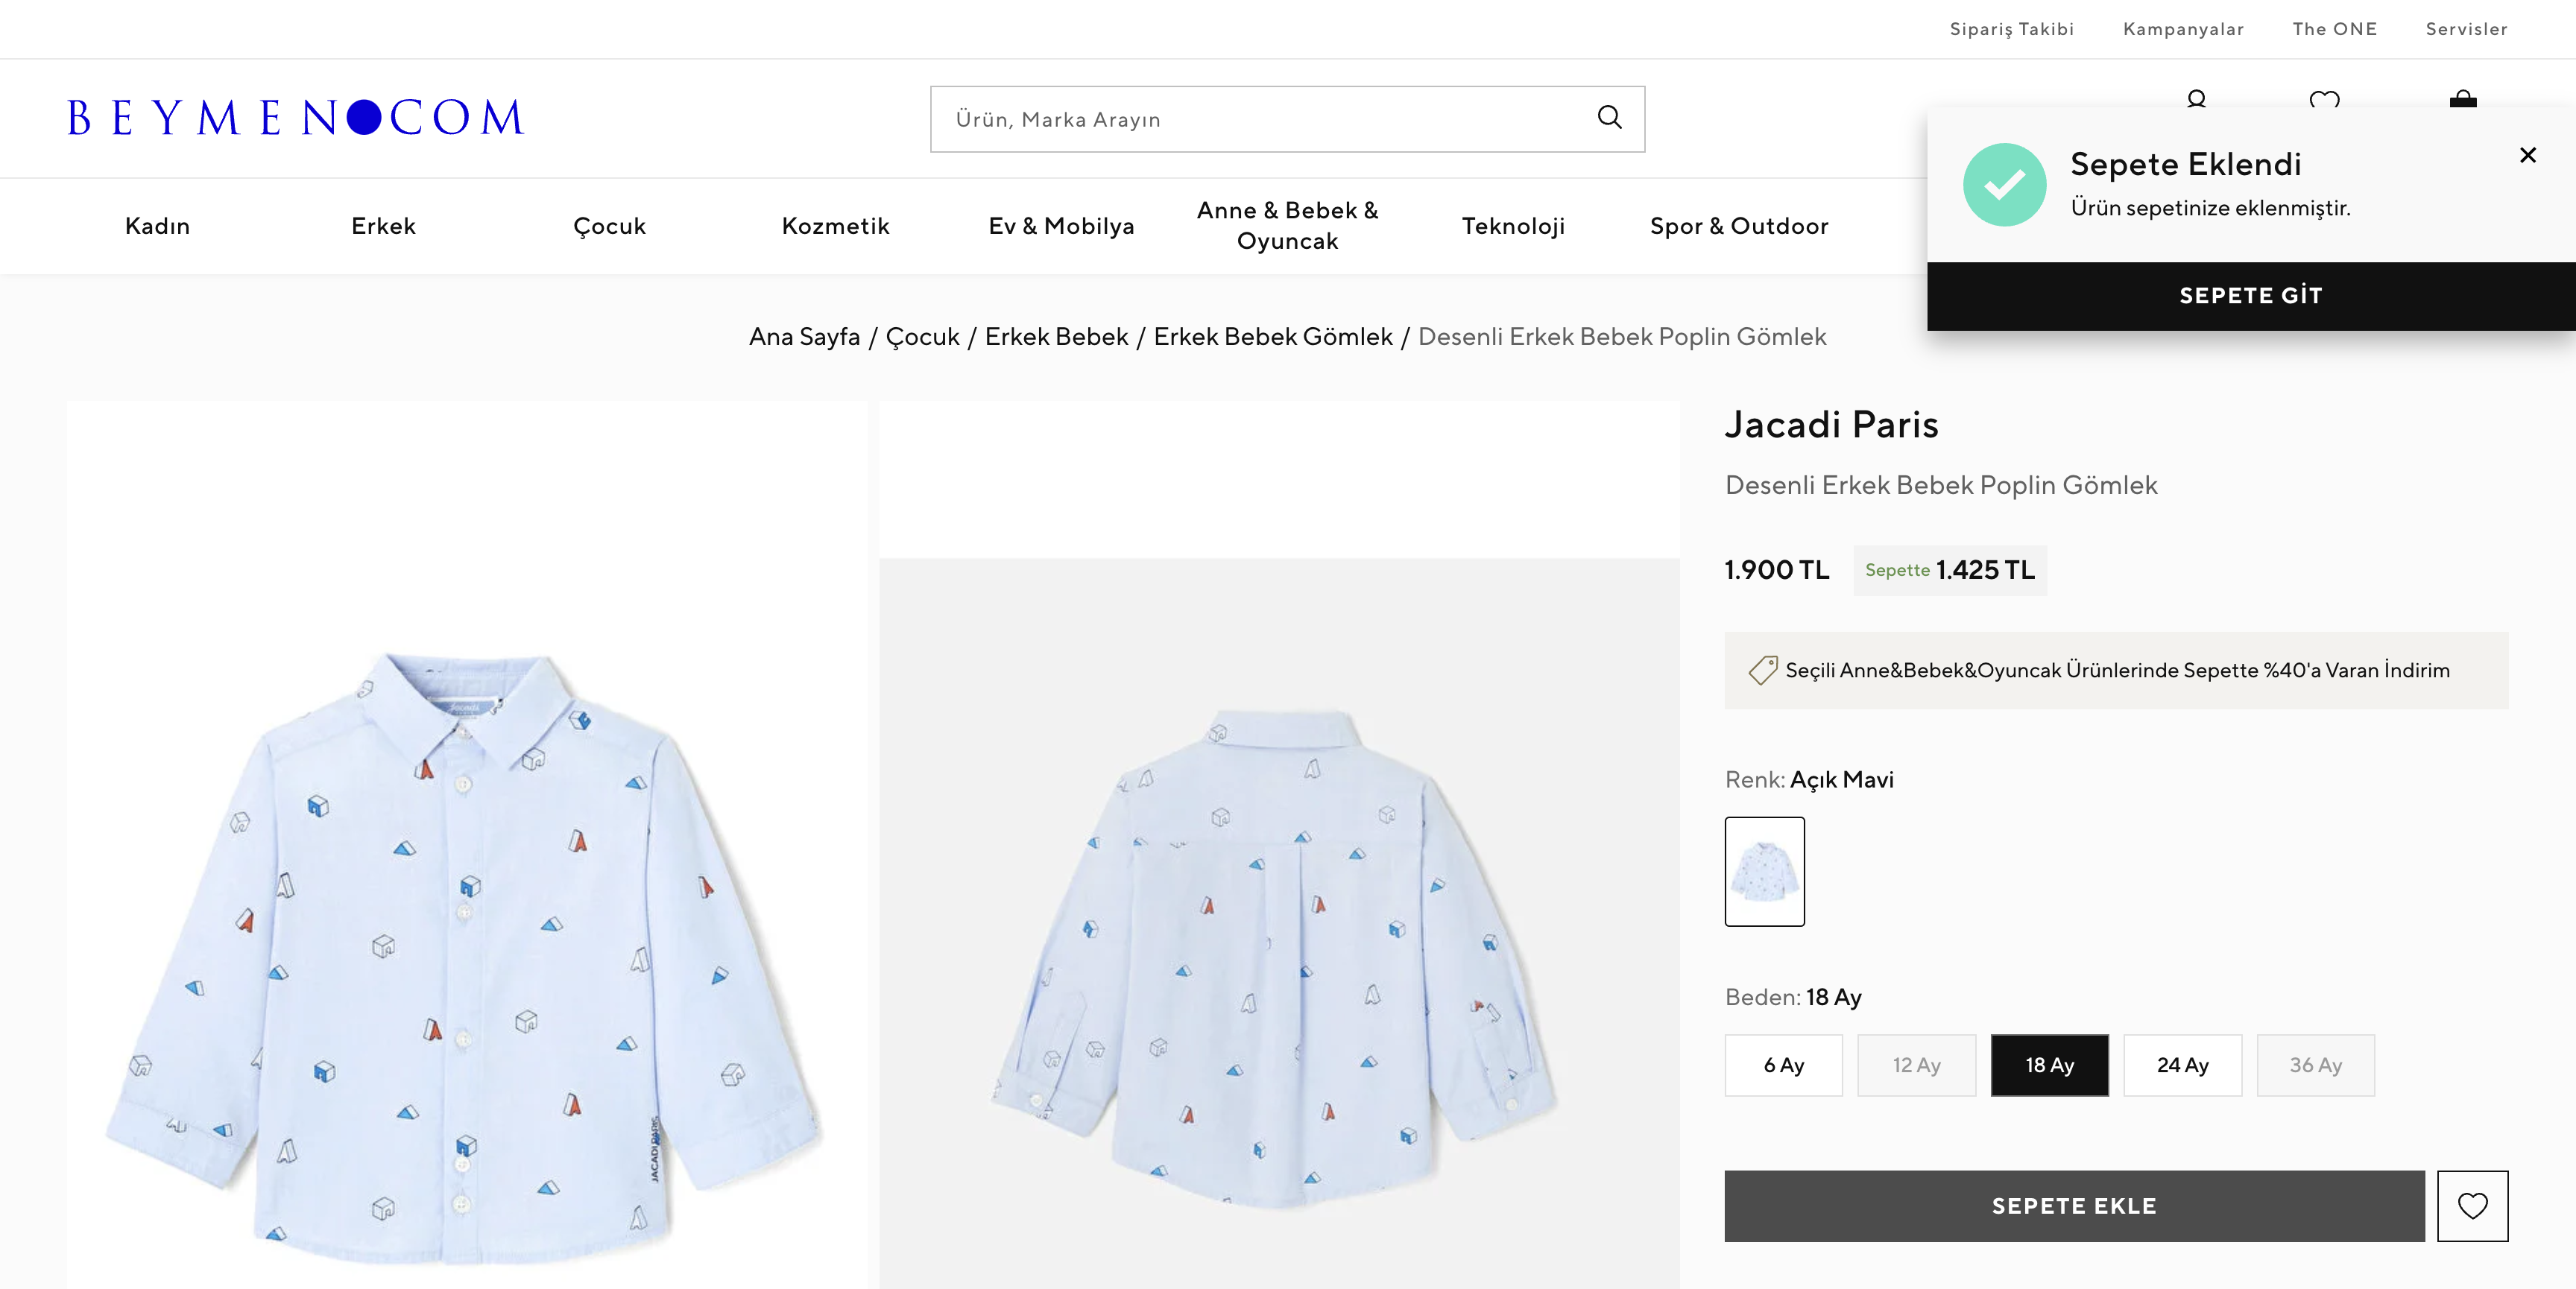 Sipariş Takibi Kampanyalar The ONE Servisler
BEYMEN COM
Ürün, Marka Arayın
Sepete Eklendi
Ürün sepetinize eklenmiştir.
SEPETE GİT
Kadın Erkek Çocuk Kozmetik Ev & Mobilya Anne & Bebek & Oyuncak Teknoloji Spor & Outdoor
Ana Sayfa / Çocuk / Erkek Bebek / Erkek Bebek Gömlek / Desenli Erkek Bebek Poplin Gömlek
Jacadi Paris
Desenli Erkek Bebek Poplin Gömlek
1.900 TL Sepette 1.425 TL
Seçili Anne&Bebek&Oyuncak Ürünlerinde Sepette %40'a Varan İndirim
Renk: Açık Mavi
Beden: 18 Ay
6 Ay 12 Ay 18 Ay 24 Ay 36 Ay
SEPETE EKLE
Jacadi
JACADI PARIS